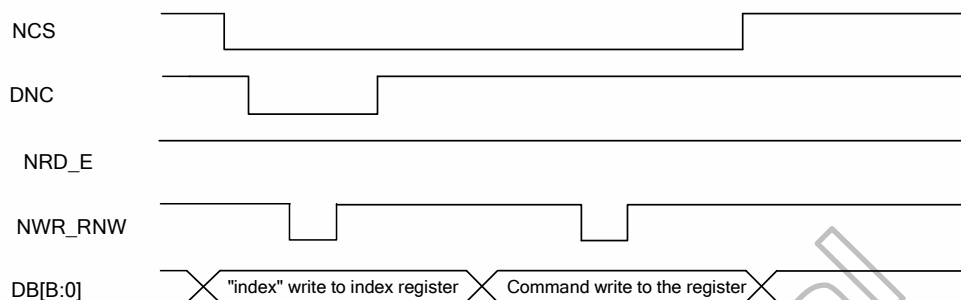 NCS
DNC
NRD_E
NWR_RNW
DB[B:0] "index" write to index register Command write to the register